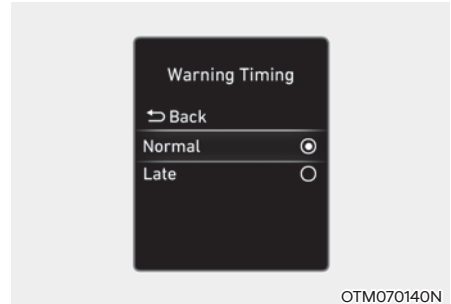 Warning Timing
⮌ Back
Normal
Late
OTM070140N